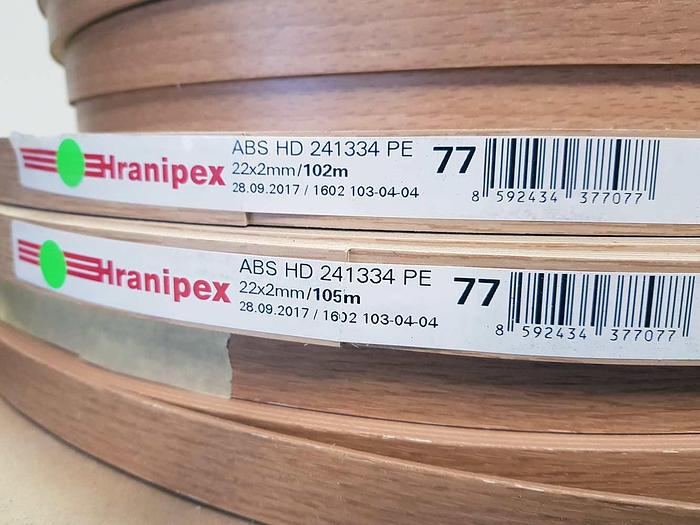 Hranipex
ABS HD 241334 PE
22x2mm/102m
28.09.2017 / 1602 103-04-04
77
8 592434 377077
Hranipex
ABS HD 241334 PE
22x2mm/105m
28.09.2017 / 1602 103-04-04
77
8 592434 377077